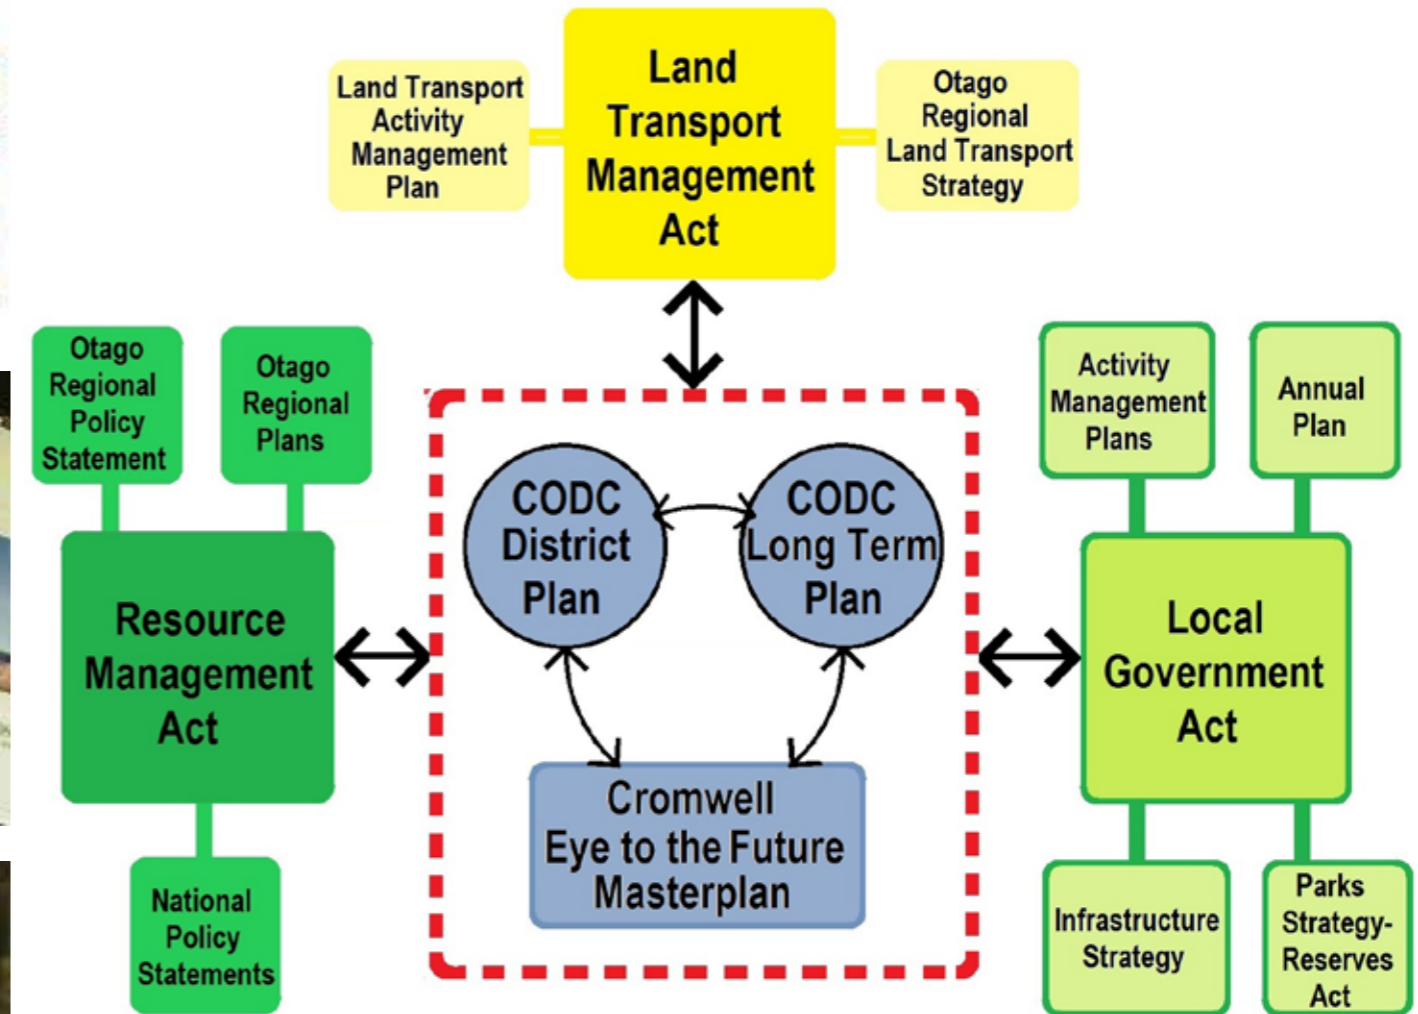 Land Transport
Activity
Management
Plan
Land
Transport
Management
Act
Otago
Regional
Land Transport
Strategy
Otago
Regional
Policy
Statement
Otago
Regional
Plans
Resource
Management
Act
National
Policy
Statements
CODC
District
Plan
CODC
Long Term
Plan
Cromwell
Eye to the Future
Masterplan
Activity
Management
Plans
Annual
Plan
Local
Government
Act
Infrastructure
Strategy
Parks
Strategy-
Reserves
Act